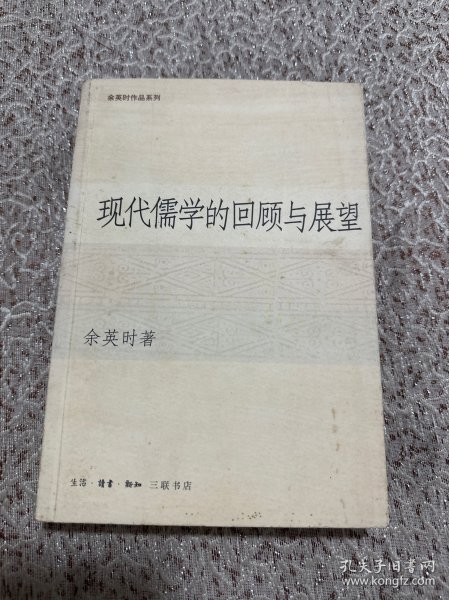 余英时作品系列
现代儒学的回顾与展望
余英时著
生活·讀書·新知 三联书店
孔夫子旧书网
www.kongfz.com